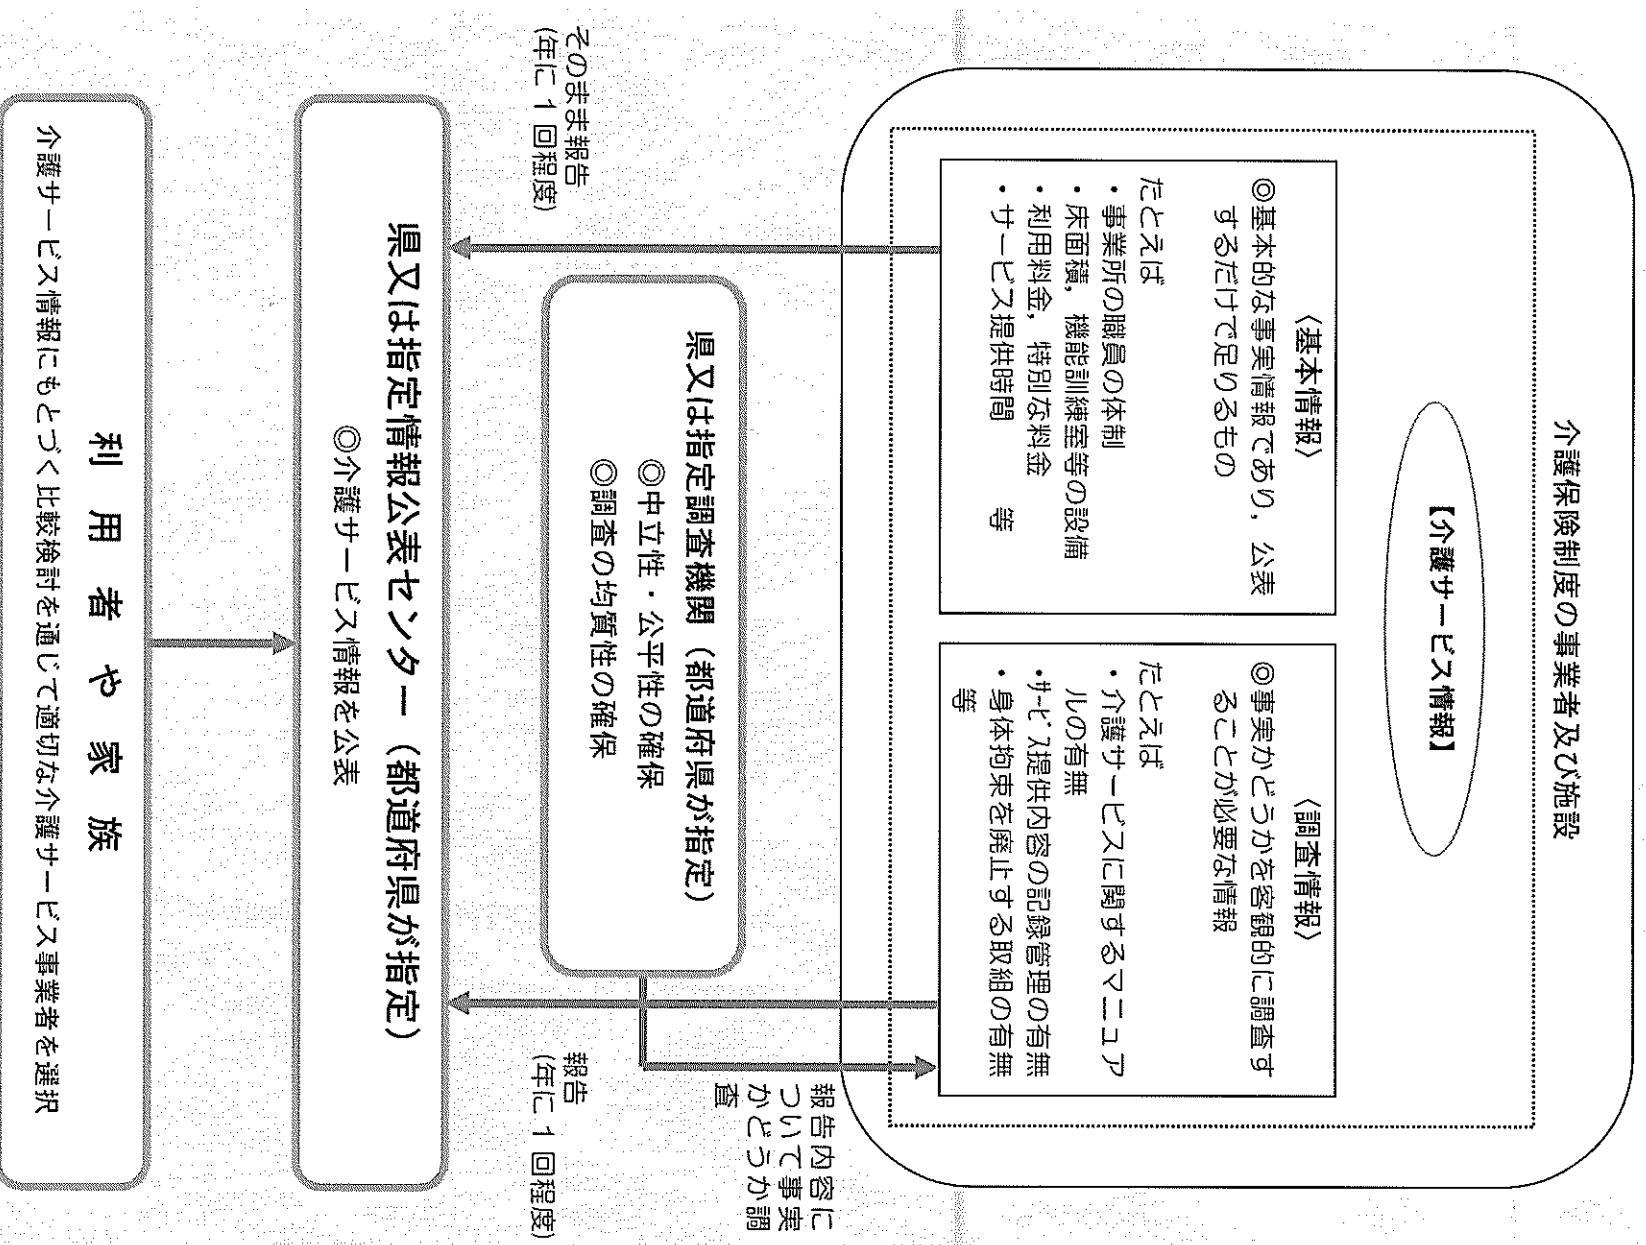 介護保険制度の事業者及び施設
【介護サービス情報】
〈基本情報〉
◎基本的な事実情報であり，公表
するだけで足りるもの
たとえば
・事業所の職員の体制
・床面積，機能訓練室等の設備
・利用料金，特別な料金
・サービス提供時間　　　等
〈調査情報〉
◎事実かどうかを客観的に調査す
ることが必要な情報
たとえば
・介護サービスに関するマニュア
ルの有無
・ｻｰﾋﾞｽ提供内容の記録管理の有無
・身体拘束を廃止する取組の有無
等
報告内容に
ついて事実
かどうか調
査
県又は指定調査機関（都道府県が指定）
◎中立性・公平性の確保
◎調査の均質性の確保
そのまま報告
(年に１回程度)
報告
(年に１回程度)
県又は指定情報公表センター（都道府県が指定）
◎介護サービス情報を公表
利用者や家族
介護サービス情報にもとづく比較検討を通じて適切な介護サービス事業者を選択